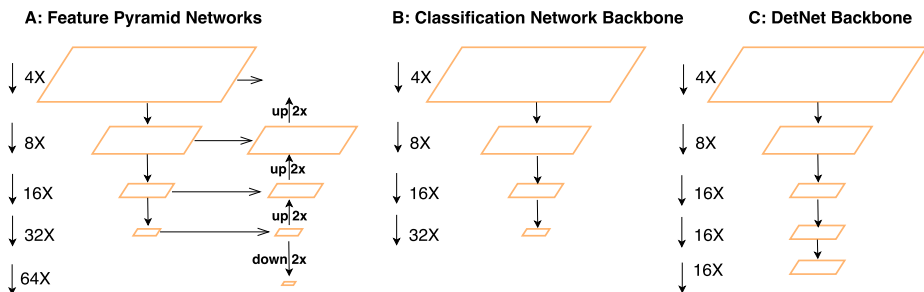 A: Feature Pyramid Networks
4X
8X
16X
32X
64X
up 2x
up 2x
up 2x
down 2x
B: Classification Network Backbone
4X
8X
16X
32X
C: DetNet Backbone
4X
8X
16X
16X
16X